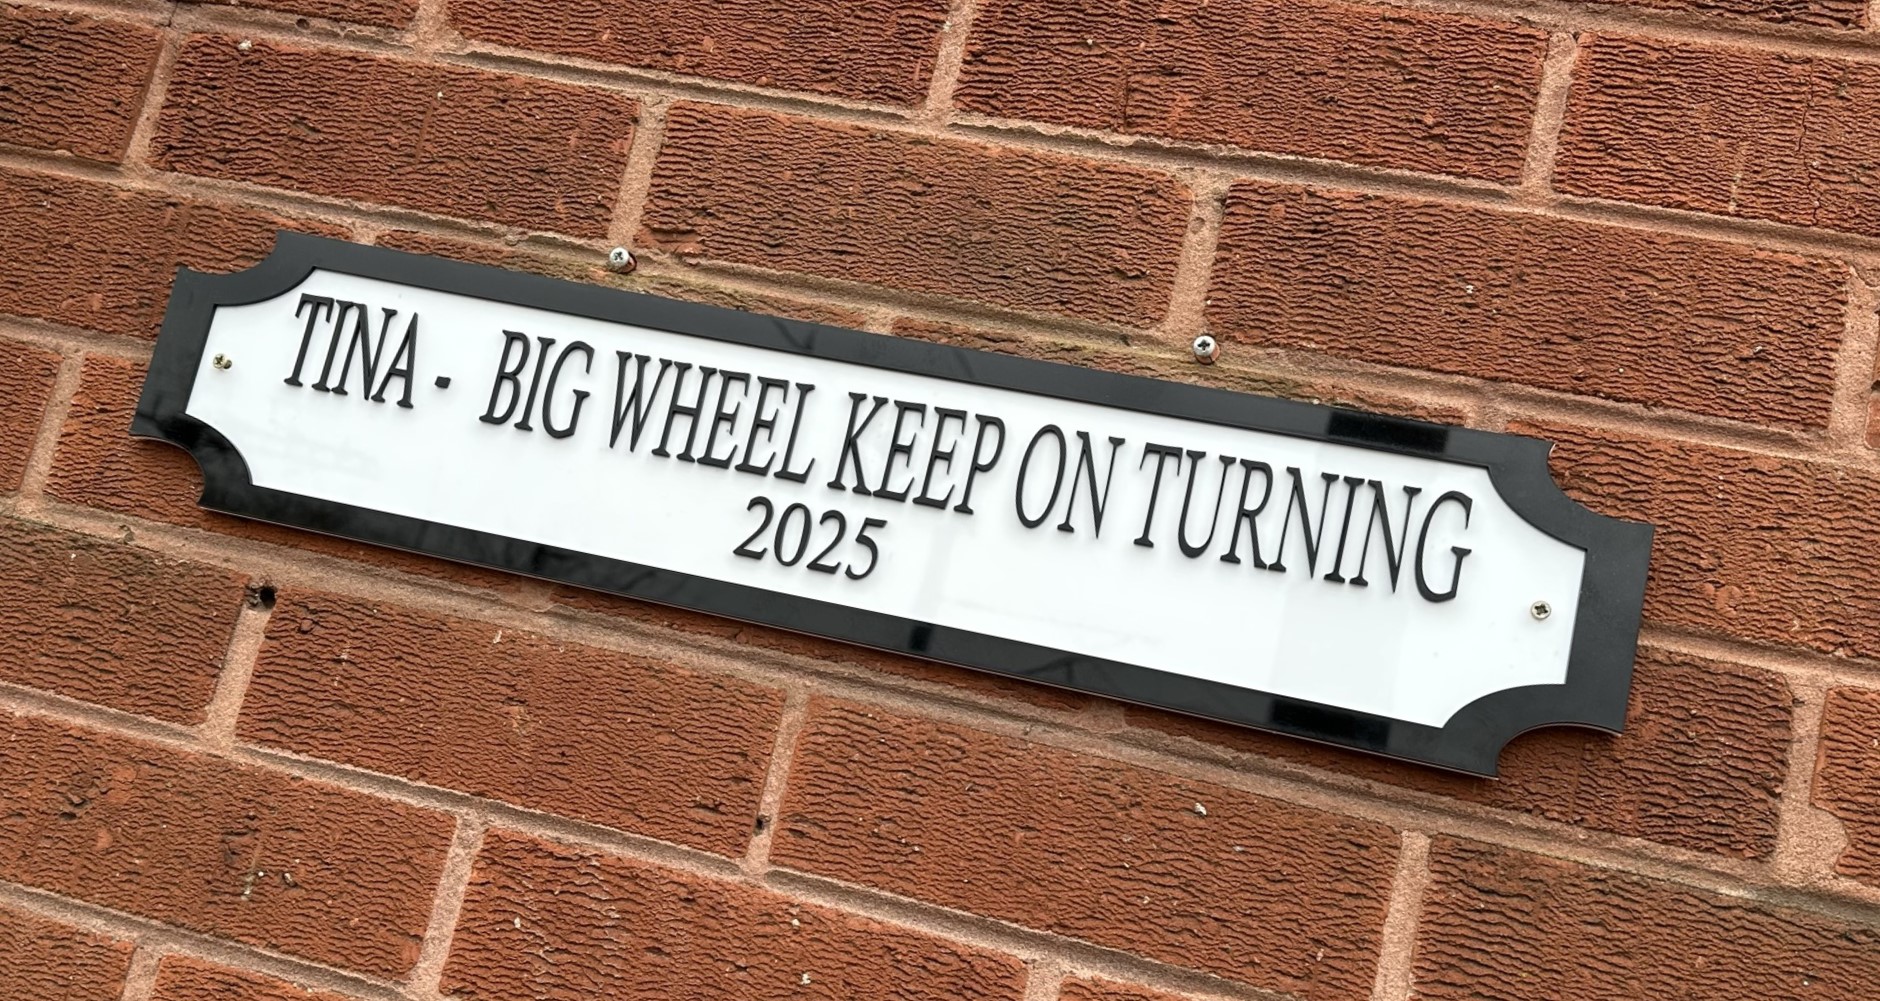 TINA - BIG WHEEL KEEP ON TURNING
2025